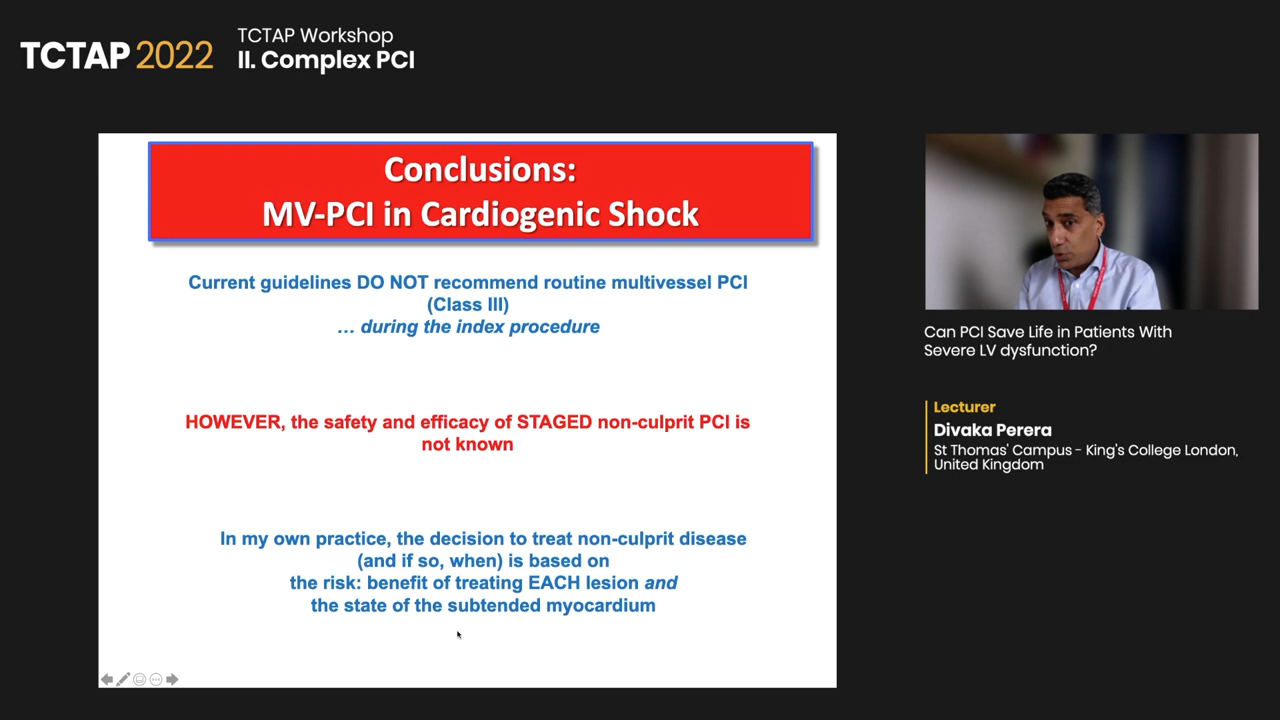 TCTAP 2022
TCTAP Workshop
II. Complex PCI
Conclusions:
MV-PCI in Cardiogenic Shock
Current guidelines DO NOT recommend routine multivessel PCI
(Class III)
… during the index procedure
HOWEVER, the safety and efficacy of STAGED non-culprit PCI is
not known
In my own practice, the decision to treat non-culprit disease
(and if so, when) is based on
the risk: benefit of treating EACH lesion and
the state of the subtended myocardium
Can PCI Save Life in Patients With
Severe LV dysfunction?
Lecturer
Divaka Perera
St Thomas' Campus - King's College London,
United Kingdom